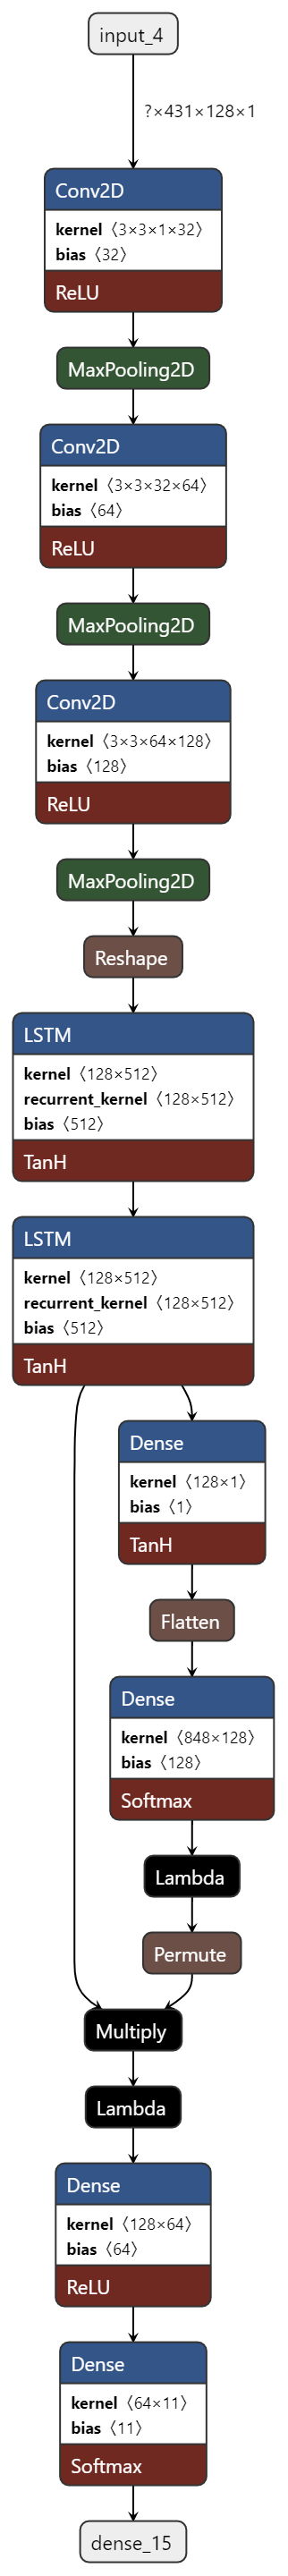 input_4
?×431×128×1
Conv2D
kernel〈3×3×1×32〉
bias〈32〉
ReLU
MaxPooling2D
Conv2D
kernel〈3×3×32×64〉
bias〈64〉
ReLU
MaxPooling2D
Conv2D
kernel〈3×3×64×128〉
bias〈128〉
ReLU
MaxPooling2D
Reshape
LSTM
kernel〈128×512〉
recurrent_kernel〈128×512〉
bias〈512〉
TanH
LSTM
kernel〈128×512〉
recurrent_kernel〈128×512〉
bias〈512〉
TanH
Dense
kernel〈128×1〉
bias〈1〉
TanH
Flatten
Dense
kernel〈848×128〉
bias〈128〉
Softmax
Lambda
Permute
Multiply
Lambda
Dense
kernel〈128×64〉
bias〈64〉
ReLU
Dense
kernel〈64×11〉
bias〈11〉
Softmax
dense_15